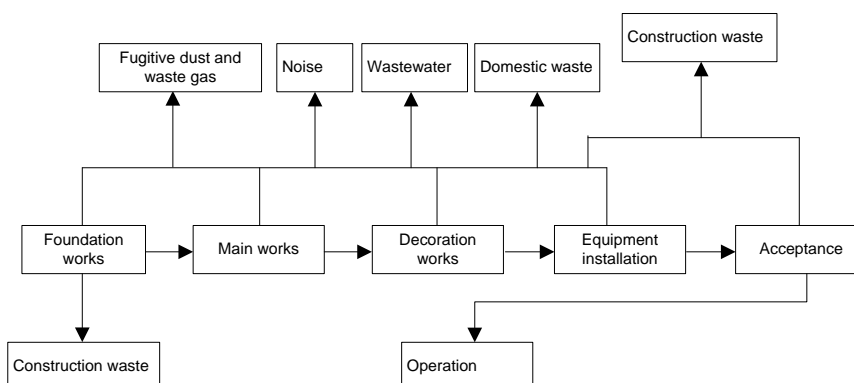 Construction waste
Fugitive dust and
waste gas
Noise
Wastewater
Domestic waste
Foundation
works
Main works
Decoration
works
Equipment
installation
Acceptance
Construction waste
Operation